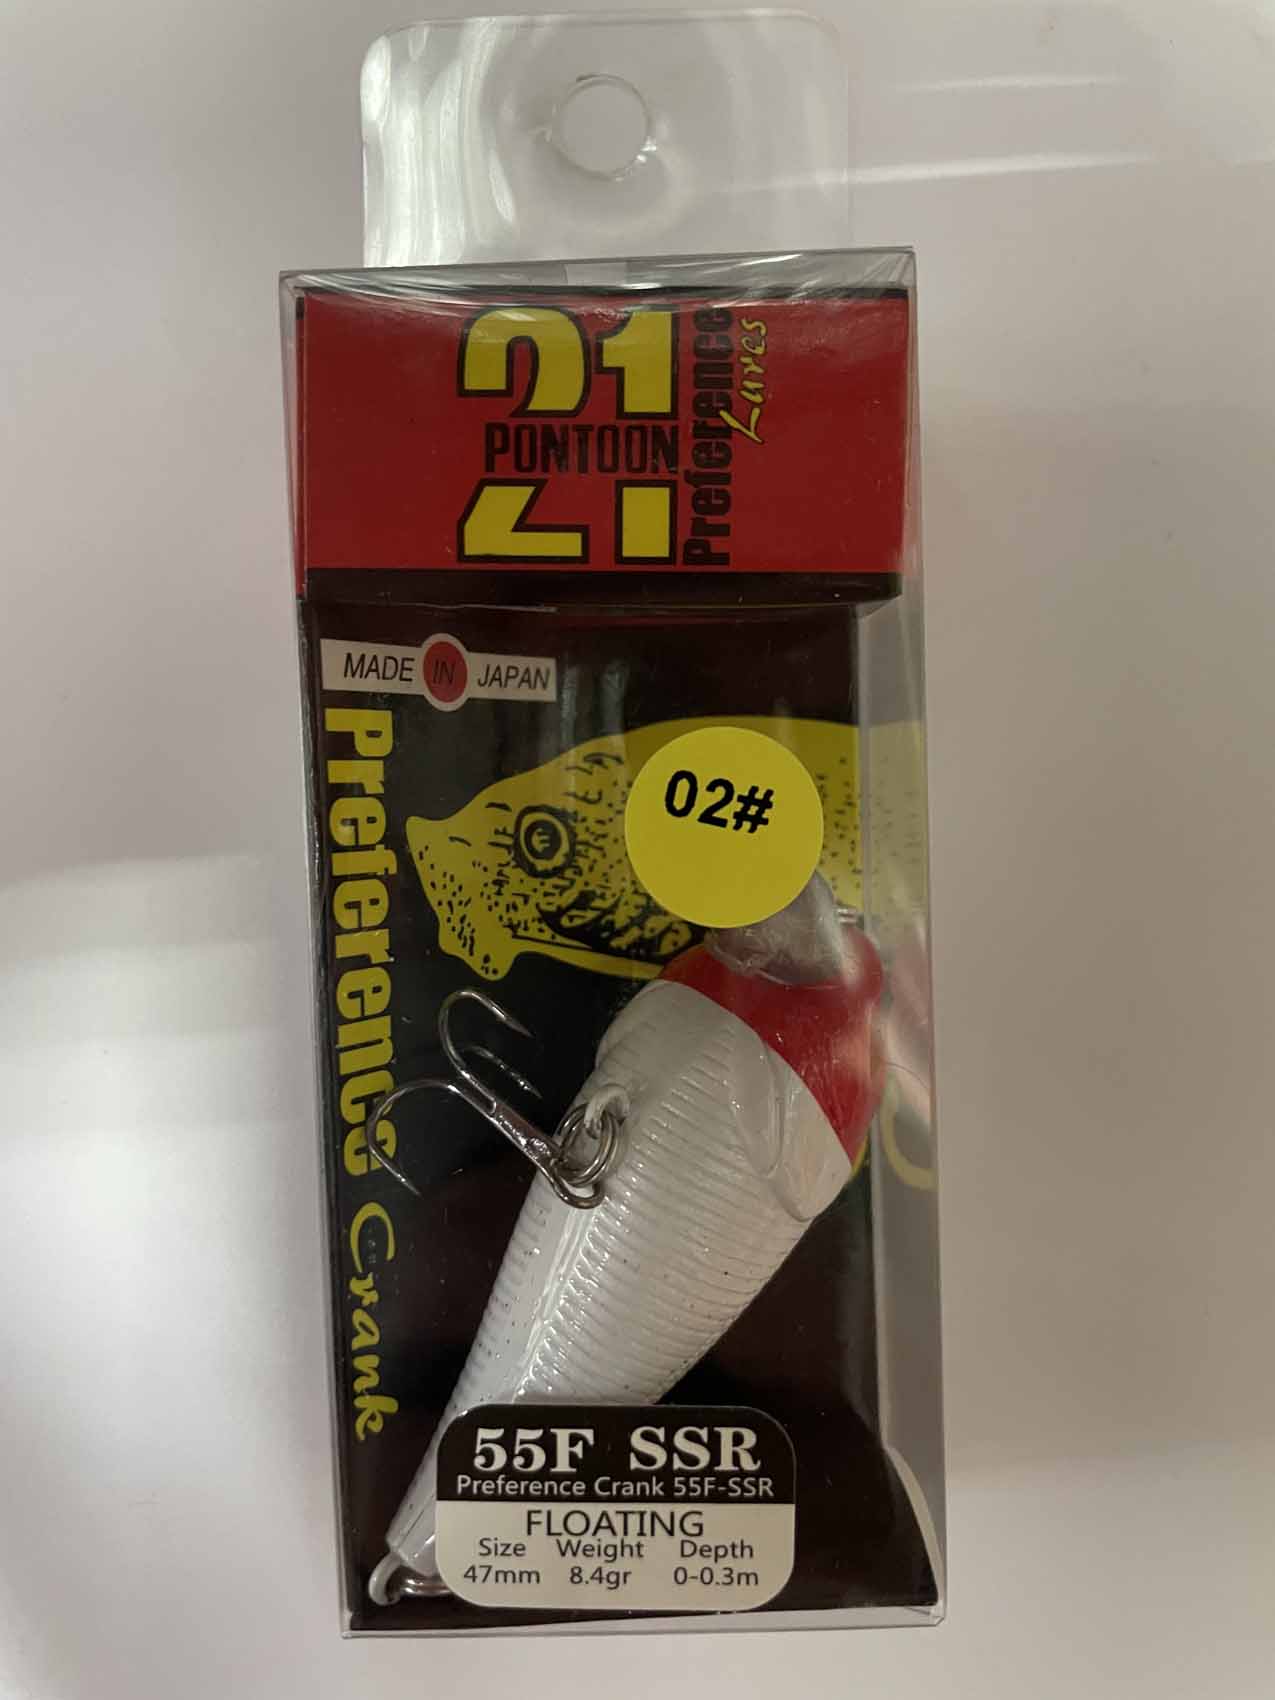 21
PONTOON
21
Preference
Lures
MADE IN JAPAN
Preference Crank
02#
55F SSR
Preference Crank 55F-SSR
FLOATING
Size Weight Depth
47mm 8.4gr 0-0.3m